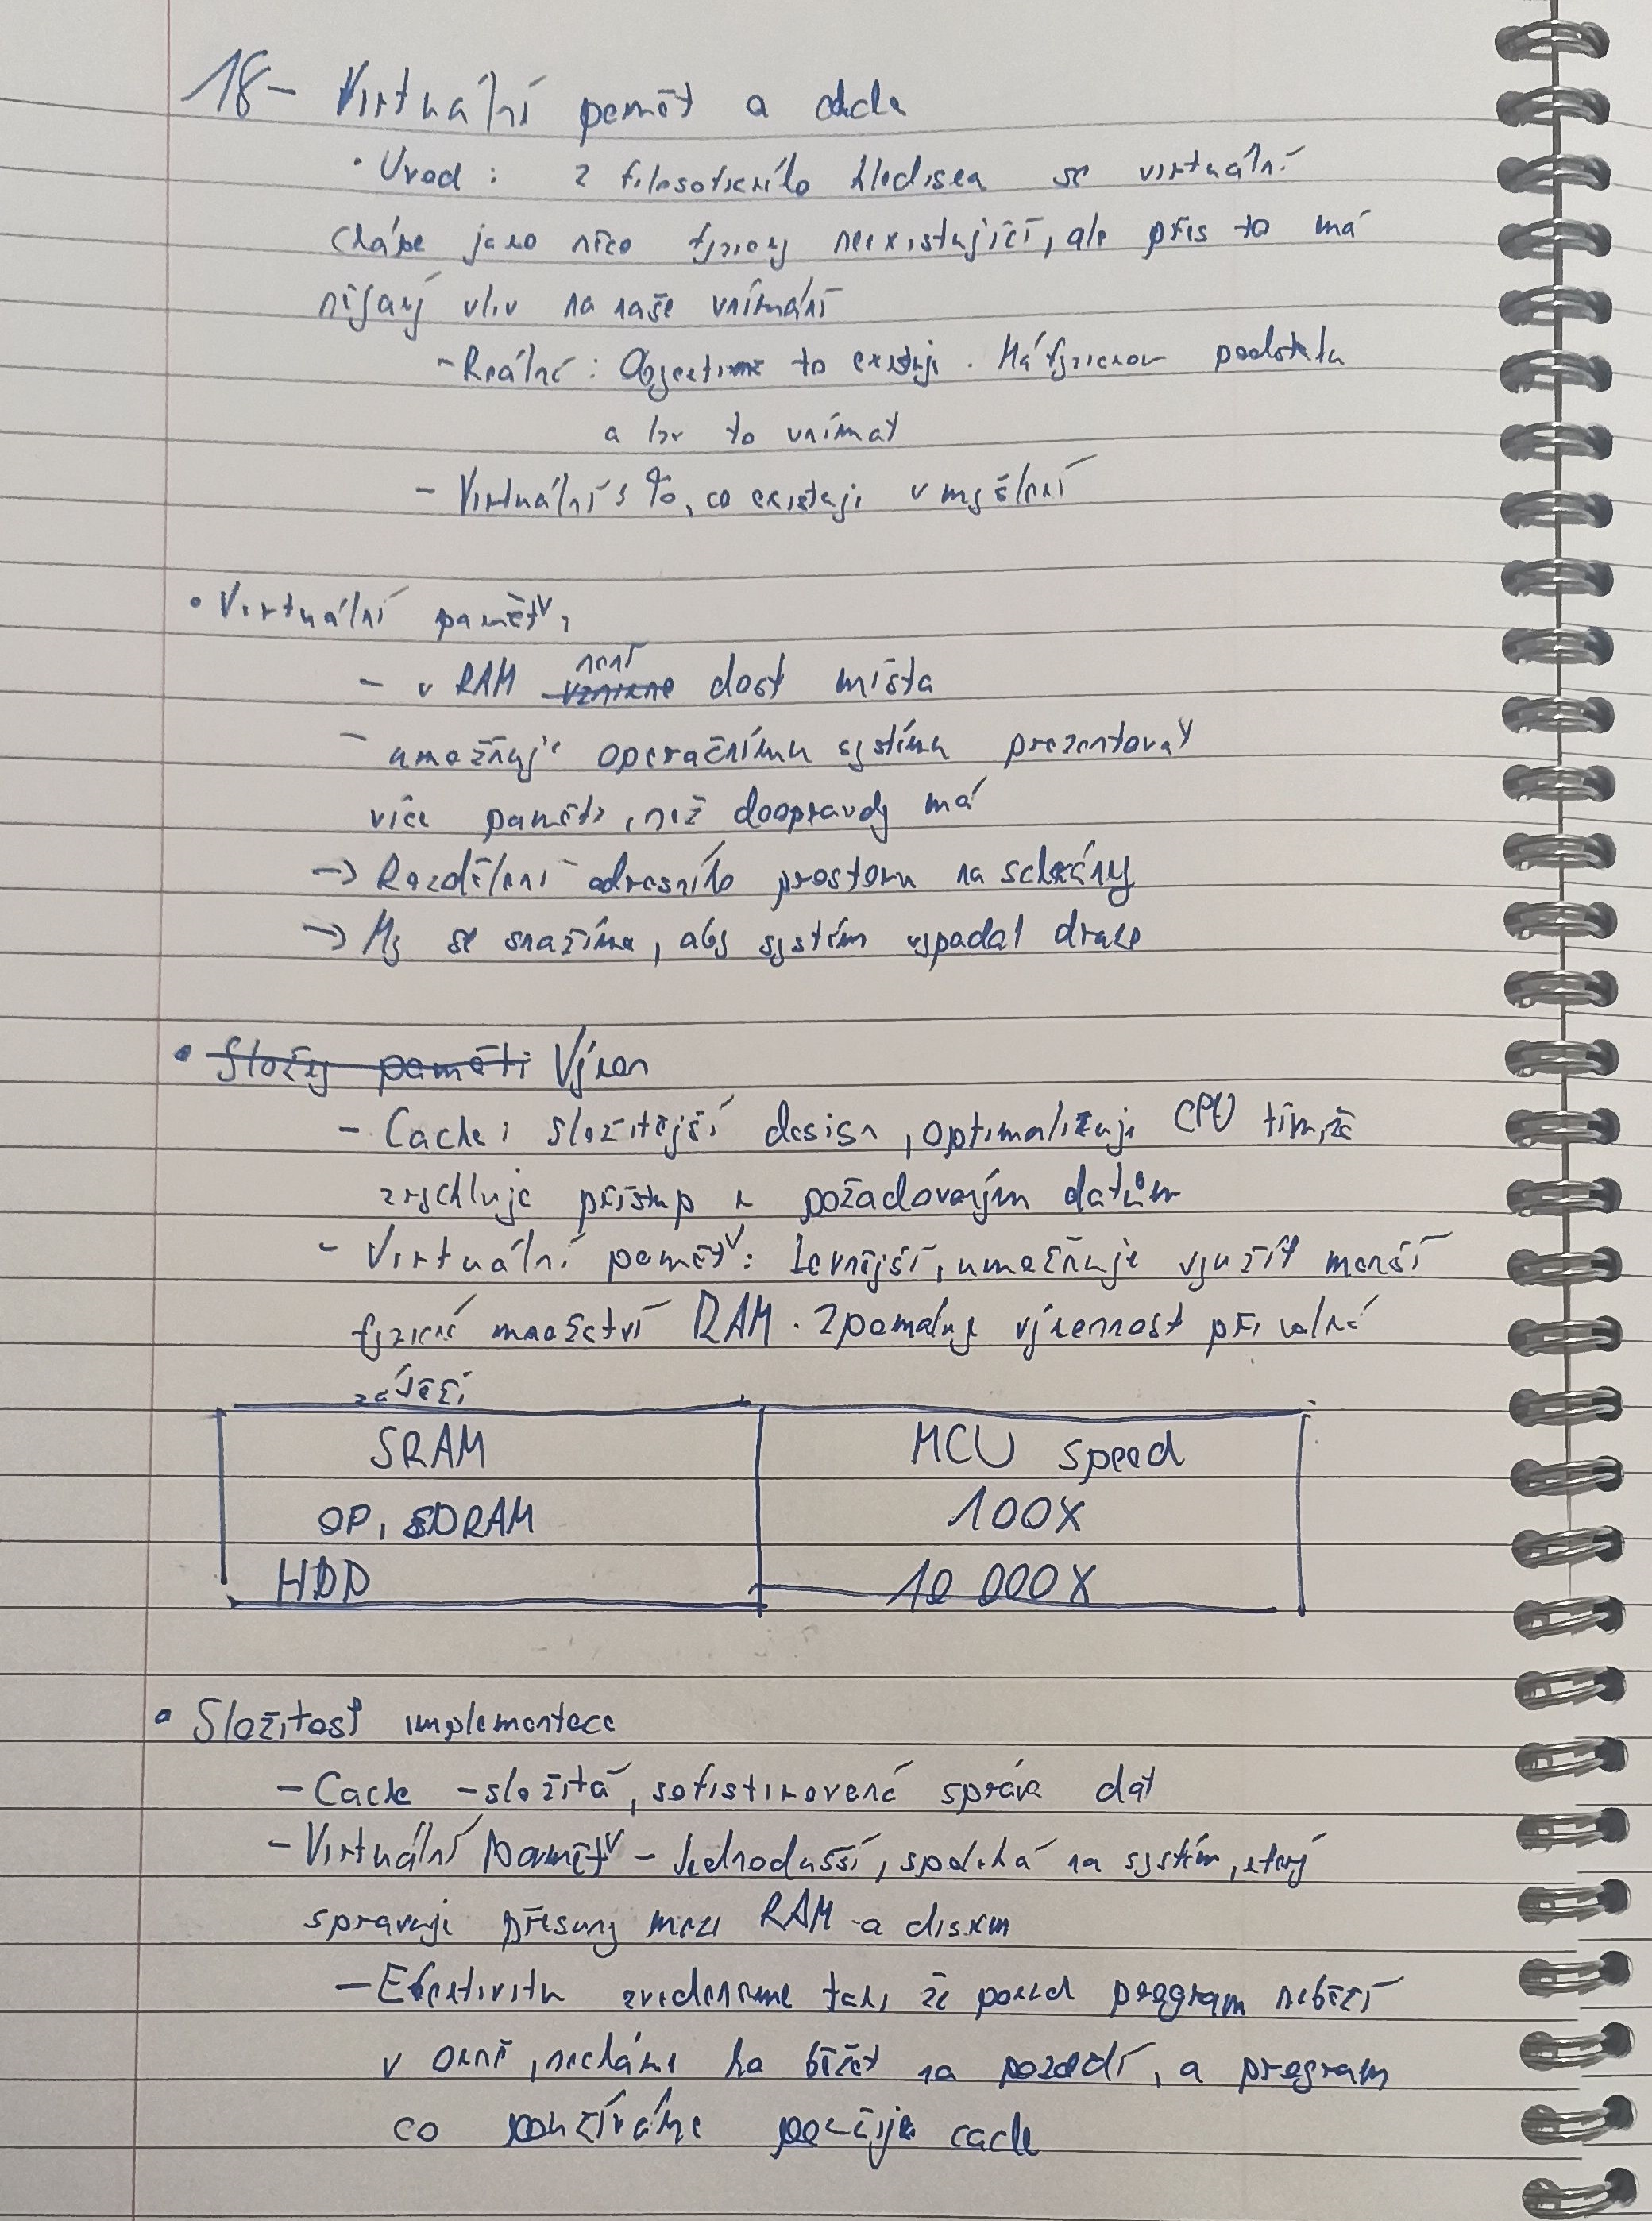 18 - Virtuální paměť a cache
• Úvod: z filosofického hlediska se virtuální
chápe jako něco fyzicky neexistující, ale přes to má
nějaký vliv na naše vnímání
- Reálné: Objektivně to existuje. Má fyzickou podstatu
a lze to vnímat
- Virtuální: To, co existuje v myšlení
• Virtuální paměť:
- v RAM není dost místa
- umožňuje operačnímu systému prezentovat
více paměti, než doopravdy má
→ Rozdělení adresního prostoru na schrány
→ My se snažíme, aby systém vypadal draze
• Složky paměti Výkon
- Cache: složitější design, optimalizuje CPU tím, že
zrychluje přístup k požadovaným datům
- Virtuální paměť: Levnější, umožňuje využít menší
fyzické množství RAM. Zpomaluje výkonnost při velké
zátěži
SRAM MCU speed
OP, SDRAM 100X
HDD 10 000X
• Složitost implementace
- Cache - složitá, sofistikovaná správa dat
- Virtuální paměť - Jednodušší, spoléhá na systém, který
spravuje přesuny mezi RAM a diskem
- Efektivitu zvedneme tak, že pokud program neběží
v okně, necháme ho běžet na pozadí, a program
co používáme použije cache